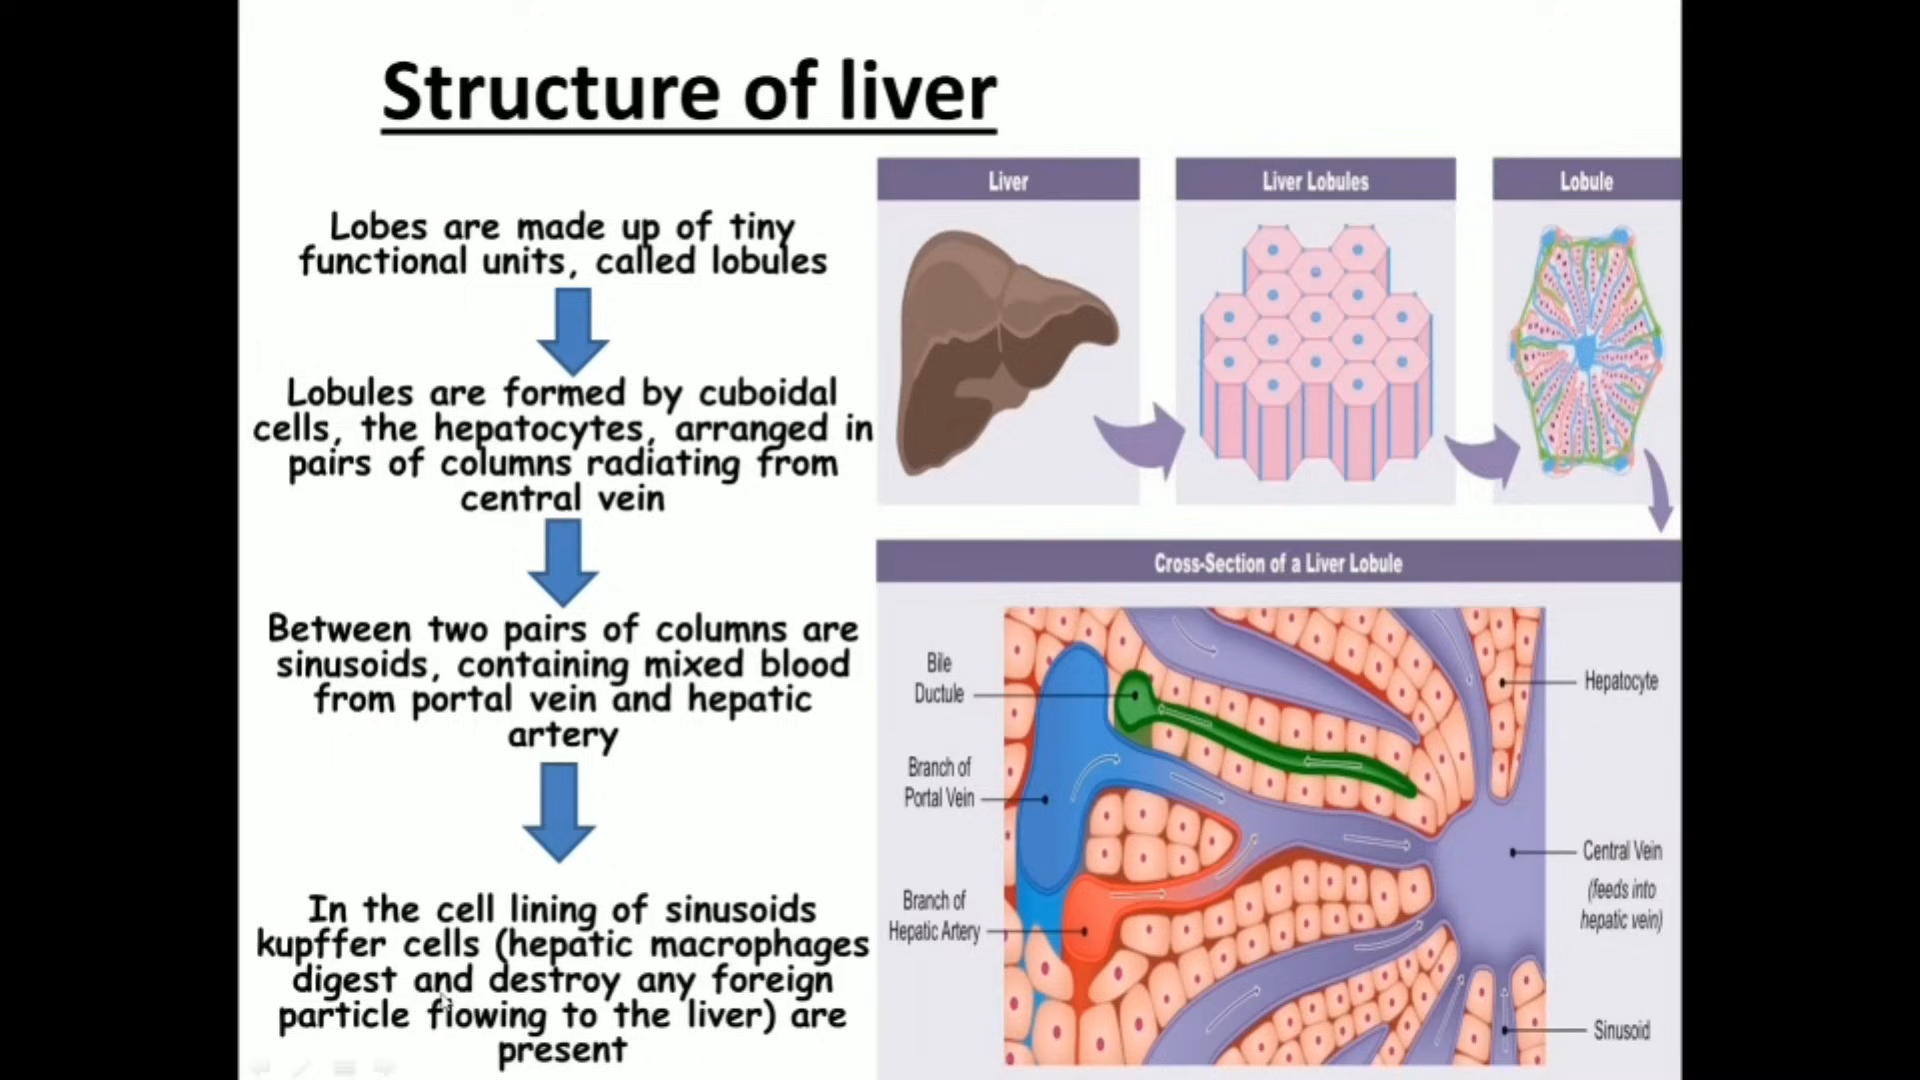 Structure of liver
Lobes are made up of tiny
functional units, called lobules
Lobules are formed by cuboidal
cells, the hepatocytes, arranged in
pairs of columns radiating from
central vein
Between two pairs of columns are
sinusoids, containing mixed blood
from portal vein and hepatic
artery
In the cell lining of sinusoids
kupffer cells (hepatic macrophages
digest and destroy any foreign
particle flowing to the liver) are
present
Liver
Liver Lobules
Lobule
Cross-Section of a Liver Lobule
Bile
Ductule
Branch of
Portal Vein
Branch of
Hepatic Artery
Hepatocyte
Central Vein
(feeds into
hepatic vein)
Sinusoid